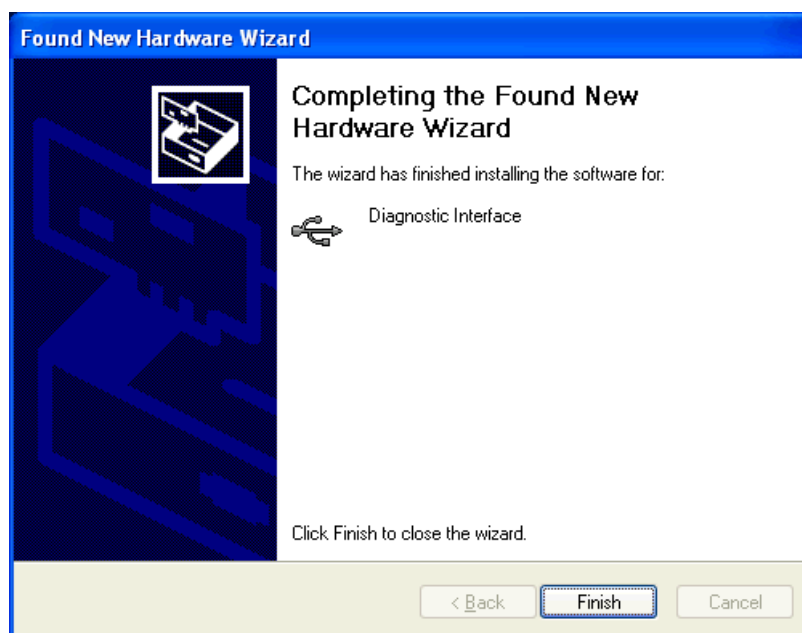 Found New Hardware Wizard
Completing the Found New
Hardware Wizard
The wizard has finished installing the software for:
Diagnostic Interface
Click Finish to close the wizard.
< Back
Finish
Cancel